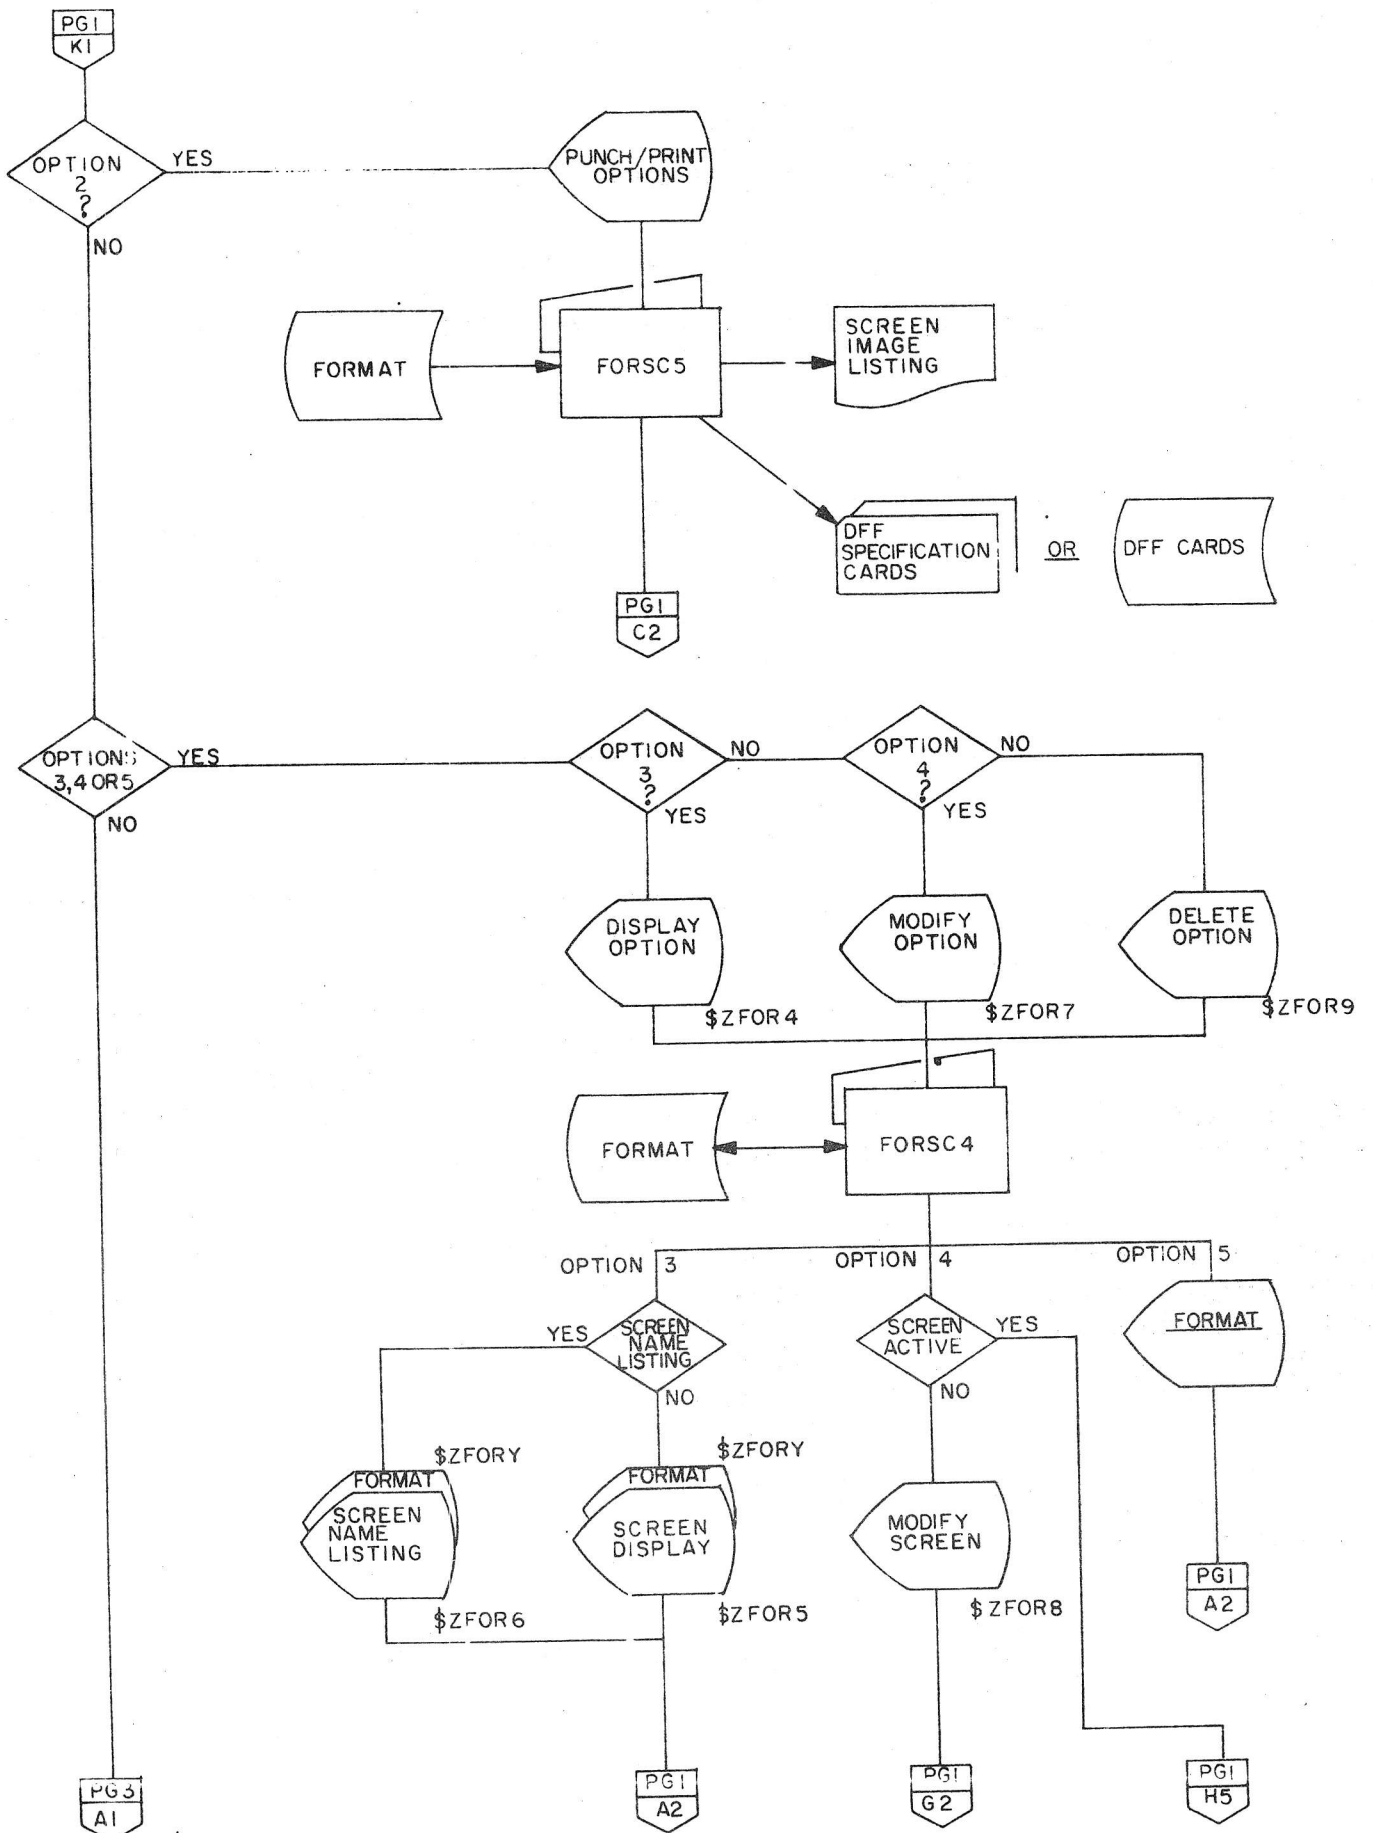 PG1
K1
OPTION
2
?
YES
NO
PUNCH/PRINT
OPTIONS
FORMAT
FORSC5
SCREEN
IMAGE
LISTING
DFF
SPECIFICATION
CARDS
OR
DFF CARDS
PG1
C2
OPTIONS
3,4 OR 5
YES
NO
OPTION
3
?
NO
YES
OPTION
4
?
NO
YES
DISPLAY
OPTION
$ZFOR4
MODIFY
OPTION
$ZFOR7
DELETE
OPTION
$ZFOR9
FORMAT
FORSC4
OPTION 3
OPTION 4
OPTION 5
YES
SCREEN
NAME
LISTING
NO
SCREEN
ACTIVE
YES
NO
FORMAT
$ZFORY
FORMAT
SCREEN
NAME
LISTING
$ZFOR6
$ZFORY
FORMAT
SCREEN
DISPLAY
$ZFOR5
MODIFY
SCREEN
$ZFOR8
PG1
A2
PG3
A1
PG1
A2
PG1
G2
PG1
H5